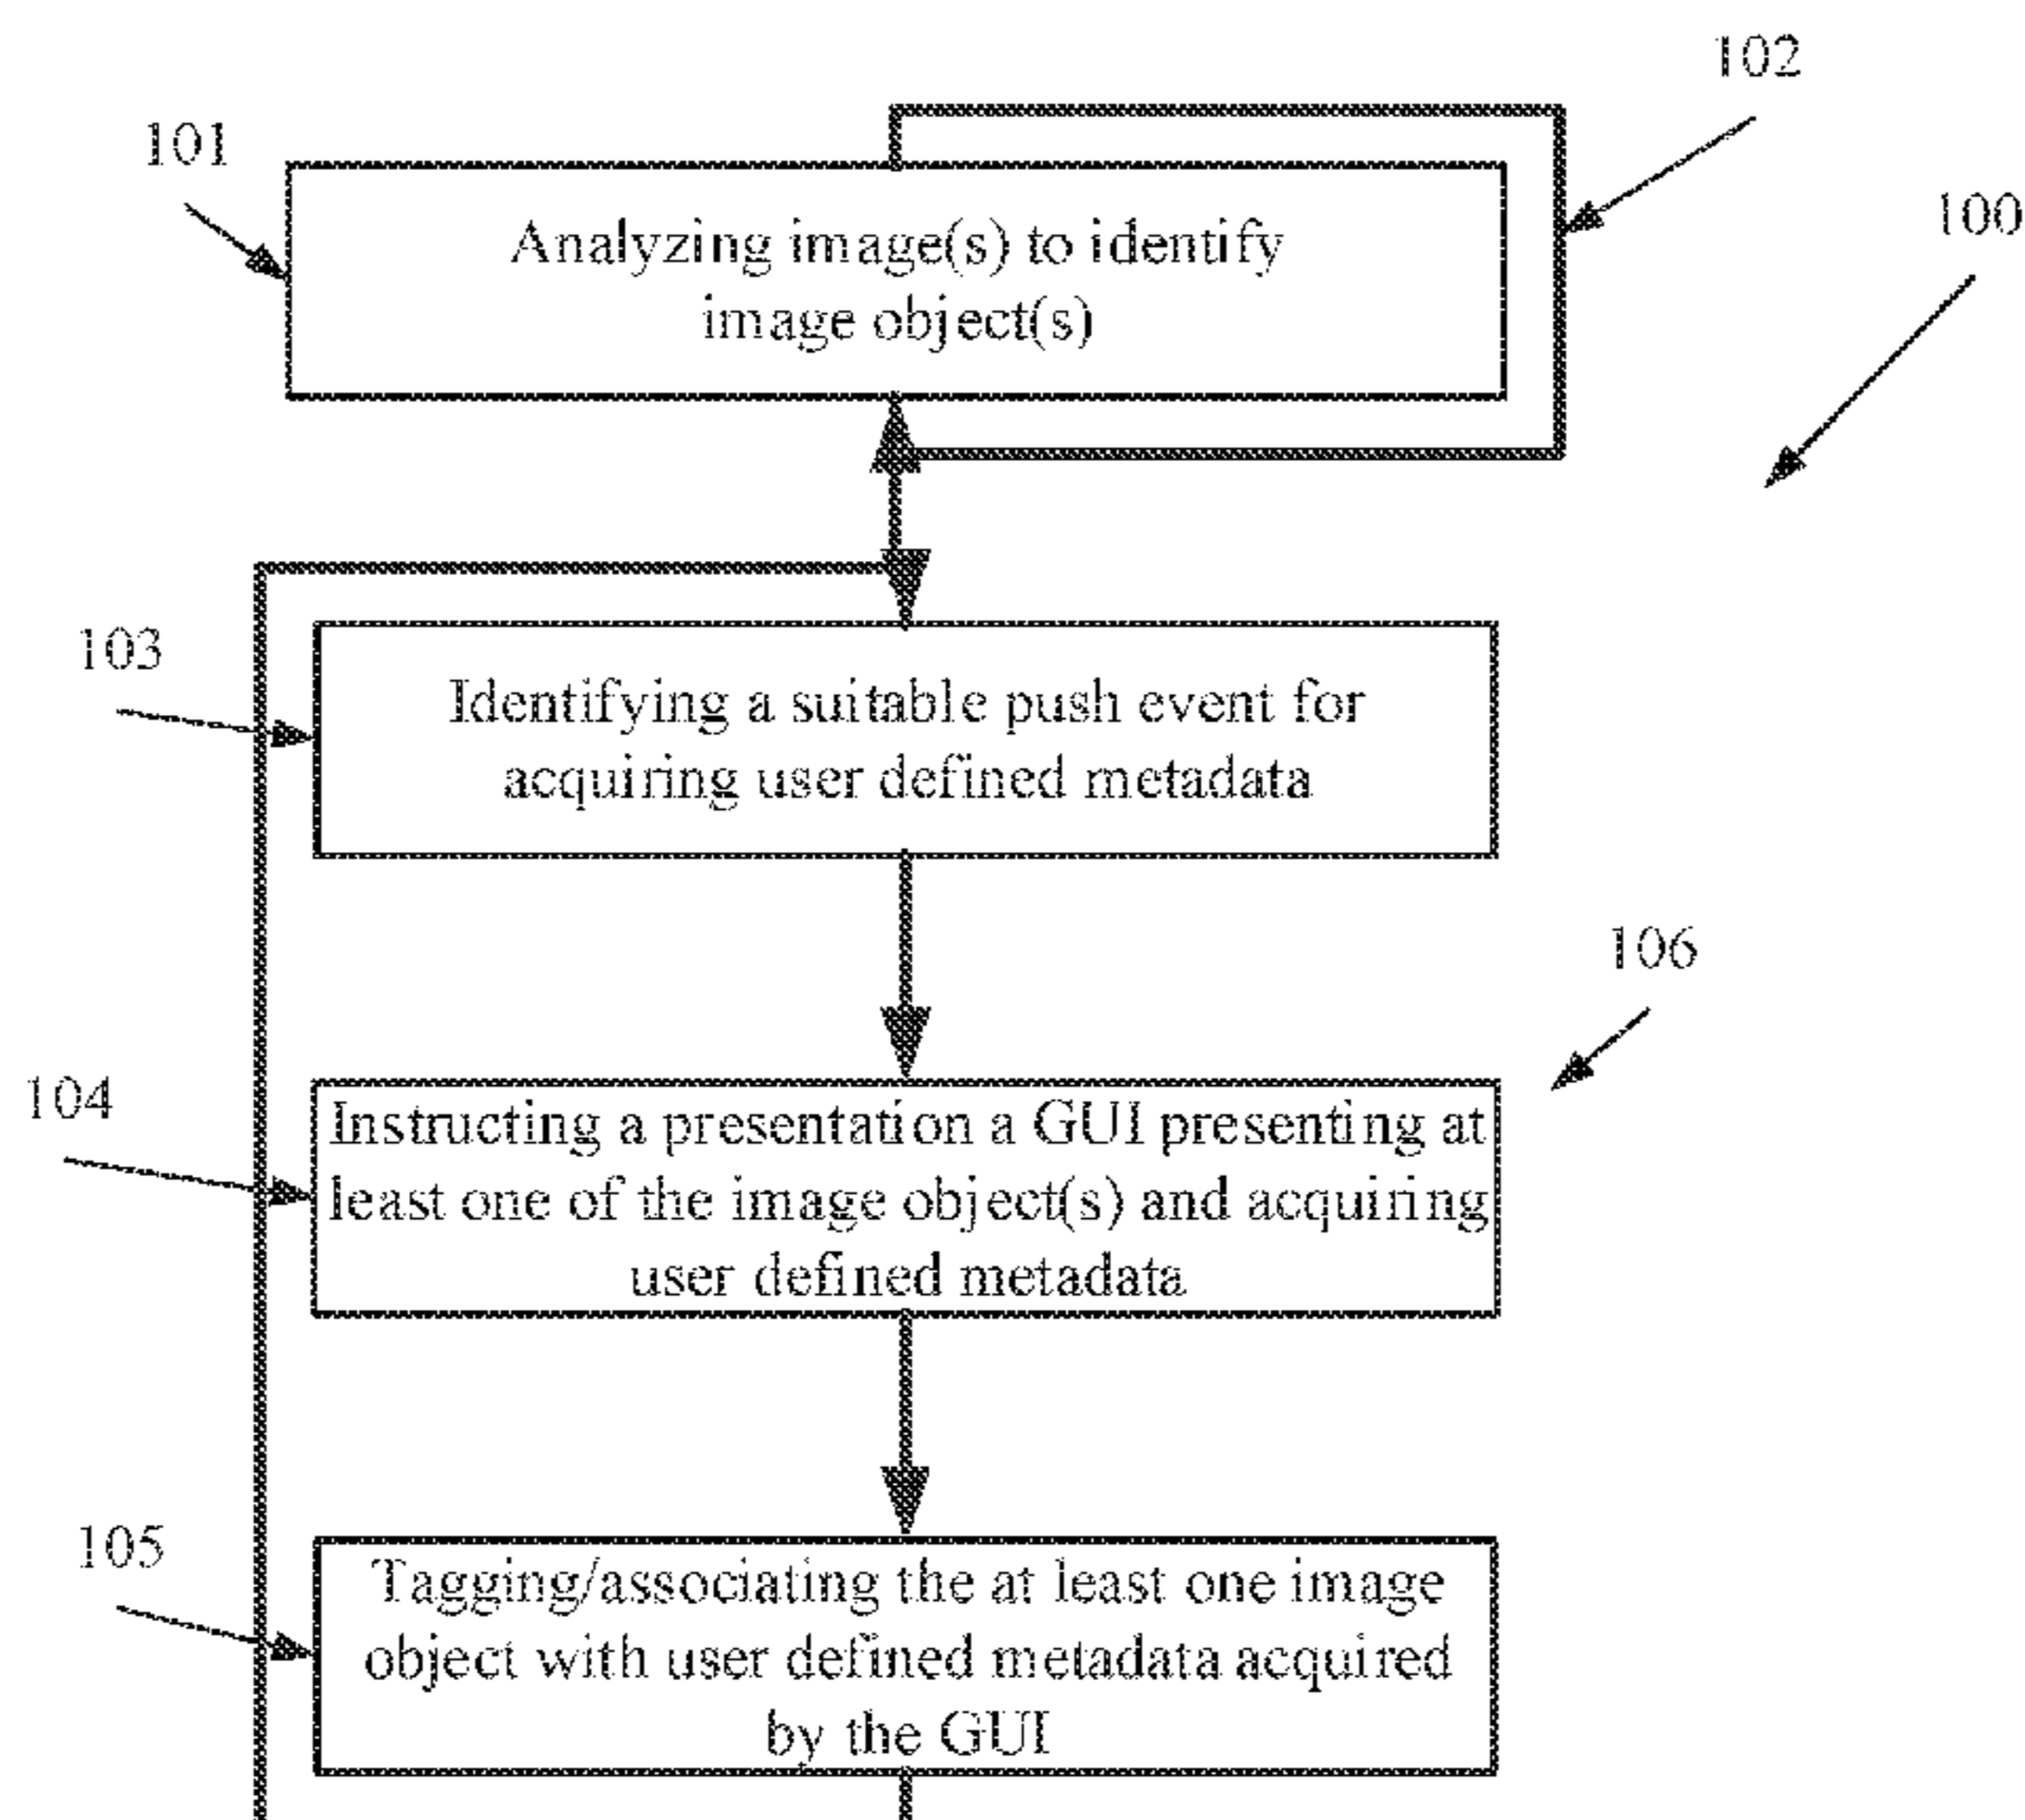 102
101
100
Analyzing image(s) to identify
image object(s)
103
Identifying a suitable push event for
acquiring user defined metadata
106
104
Instructing a presentation a GUI presenting at
least one of the image object(s) and acquiring
user defined metadata
105
Tagging/associating the at least one image
object with user defined metadata acquired
by the GUI